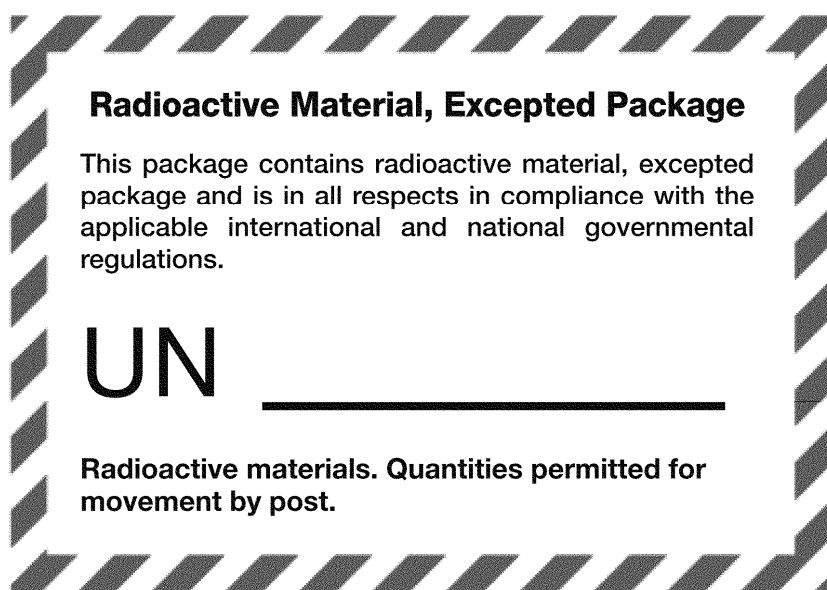 Radioactive Material, Excepted Package
This package contains radioactive material, excepted
package and is in all respects in compliance with the
applicable international and national governmental
regulations.
UN
Radioactive materials. Quantities permitted for
movement by post.